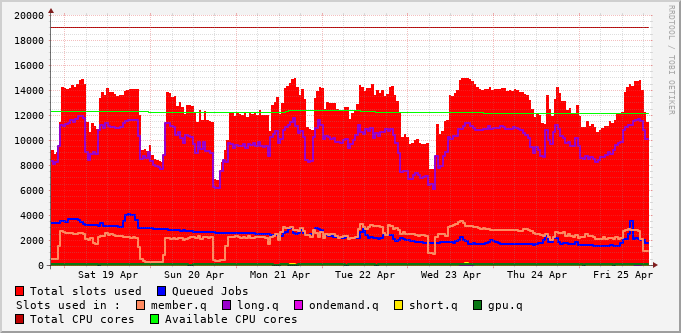 RRDTOOL / TOBI OETIKER
20000
18000
16000
14000
12000
10000
8000
6000
4000
2000
0
Sat 19 Apr Sun 20 Apr Mon 21 Apr Tue 22 Apr Wed 23 Apr Thu 24 Apr Fri 25 Apr
Total slots used Queued Jobs
Slots used in : member.q long.q ondemand.q short.q gpu.q
Total CPU cores Available CPU cores